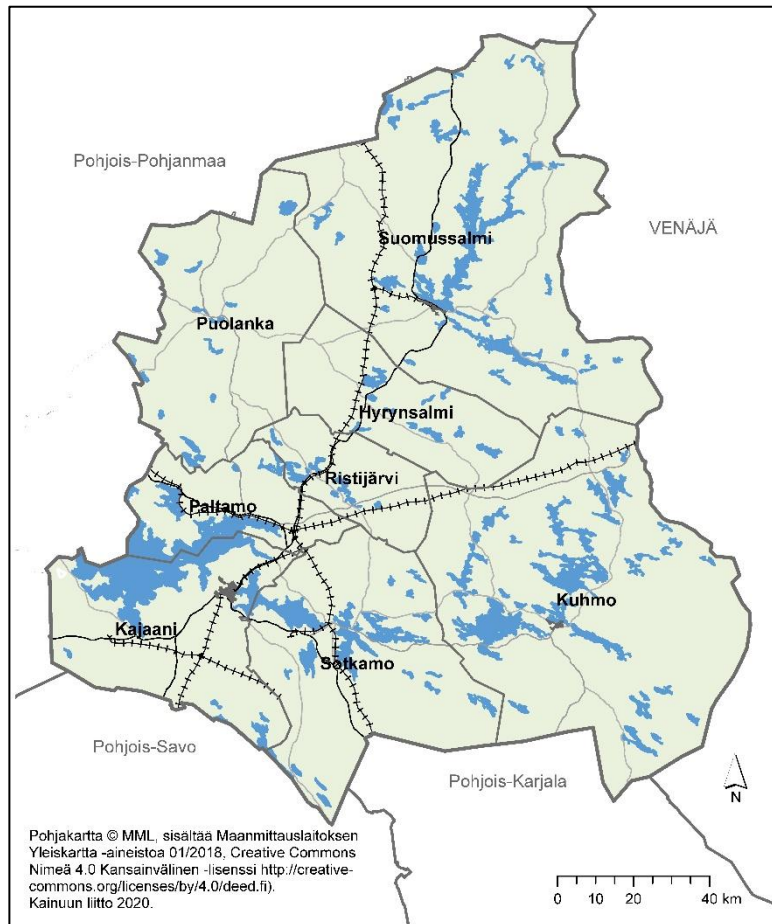 Pohjois-Pohjanmaa
VENÄJÄ
Suomussalmi
Puolanka
Hyrynsalmi
Ristijärvi
Paltamo
Kuhmo
Kajaani
Sotkamo
Pohjois-Savo
Pohjois-Karjala
N
Pohjakartta © MML, sisältää Maanmittauslaitoksen
Yleiskartta -aineistoa 01/2018, Creative Commons
Nimeä 4.0 Kansainvälinen -lisenssi http://creative-
commons.org/licenses/by/4.0/deed.fi).
Kainuun liitto 2020.
0 10 20 40 km